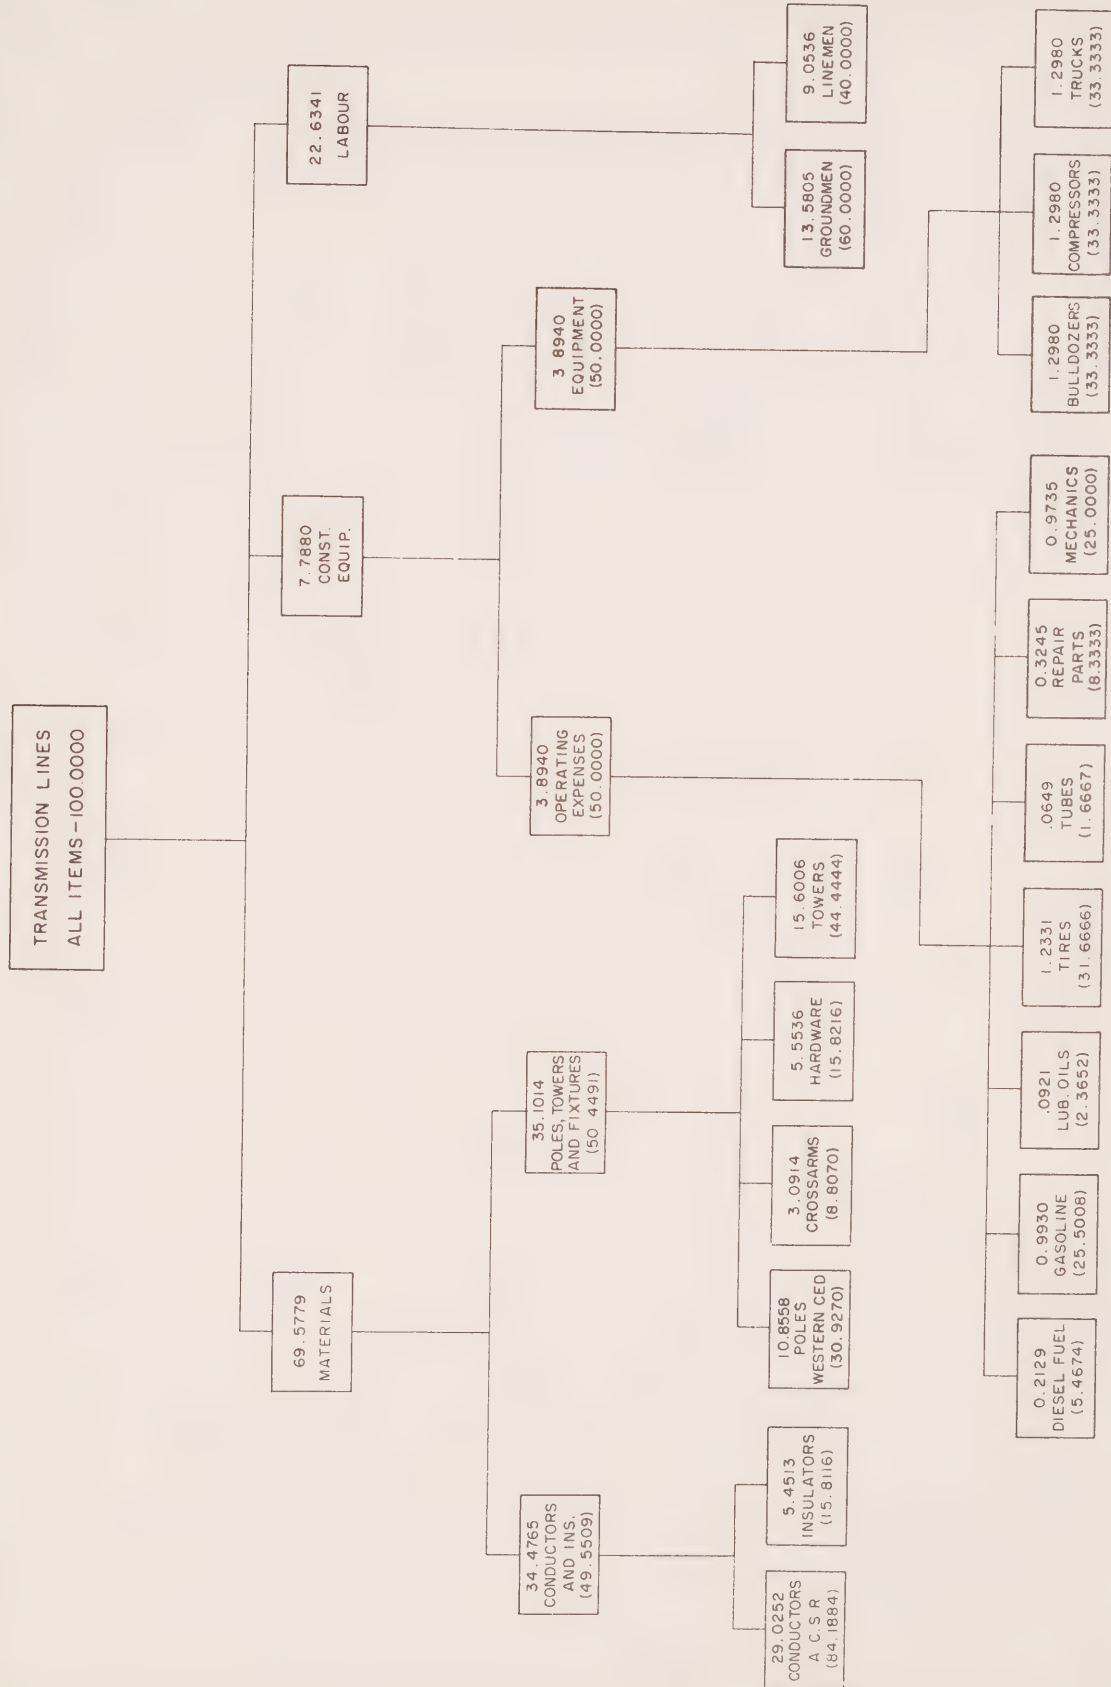 TRANSMISSION LINES
ALL ITEMS-100.0000
69.5779
MATERIALS
7.7880
CONST.
EQUIP.
22.6341
LABOUR
34.4765
CONDUCTORS
AND INS.
(49.5509)
35.1014
POLES, TOWERS
AND FIXTURES
(50 4491)
3.8940
OPERATING
EXPENSES
(50.0000)
3 8940
EQUIPMENT
(50.0000)
29.0252
CONDUCTORS
A C.S R
(84.1884)
5.4513
INSULATORS
(15.8116)
10.8558
POLES
WESTERN CED
(30.9270)
3.0914
CROSSARMS
(8.8070)
5.5536
HARDWARE
(15.8216)
15.6006
TOWERS
(44.4444)
13.5805
GROUNDMEN
(60.0000)
9.0536
LINEMEN
(40.0000)
0.2129
DIESEL FUEL
(5.4674)
0.9930
GASOLINE
(25.5008)
.0921
LUB. OILS
(2.3652)
1.2331
TIRES
(31.6666)
.0649
TUBES
(1.6667)
0.3245
REPAIR
PARTS
(8.3333)
0.9735
MECHANICS
(25.0000)
1.2980
BULLDOZERS
(33.3333)
1.2980
COMPRESSORS
(33.3333)
1.2980
TRUCKS
(33.3333)